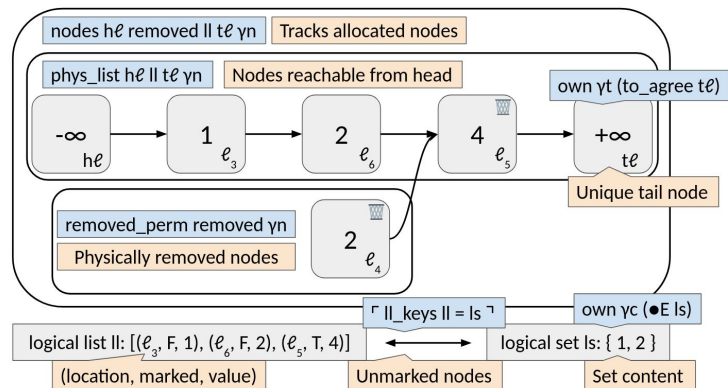 nodes hℓ removed ll tℓ γn
Tracks allocated nodes
phys_list hℓ ll tℓ γn
Nodes reachable from head
own γt (to_agree tℓ)
-∞
hℓ
1
ℓ₃
2
ℓ₆
4
ℓ₅
+∞
tℓ
Unique tail node
removed_perm removed γn
Physically removed nodes
2
ℓ₄
⌜ ll_keys ll = ls ⌝
own γc (●E ls)
logical list ll: [(ℓ₃, F, 1), (ℓ₆, F, 2), (ℓ₅, T, 4)]
logical set ls: { 1, 2 }
(location, marked, value)
Unmarked nodes
Set content